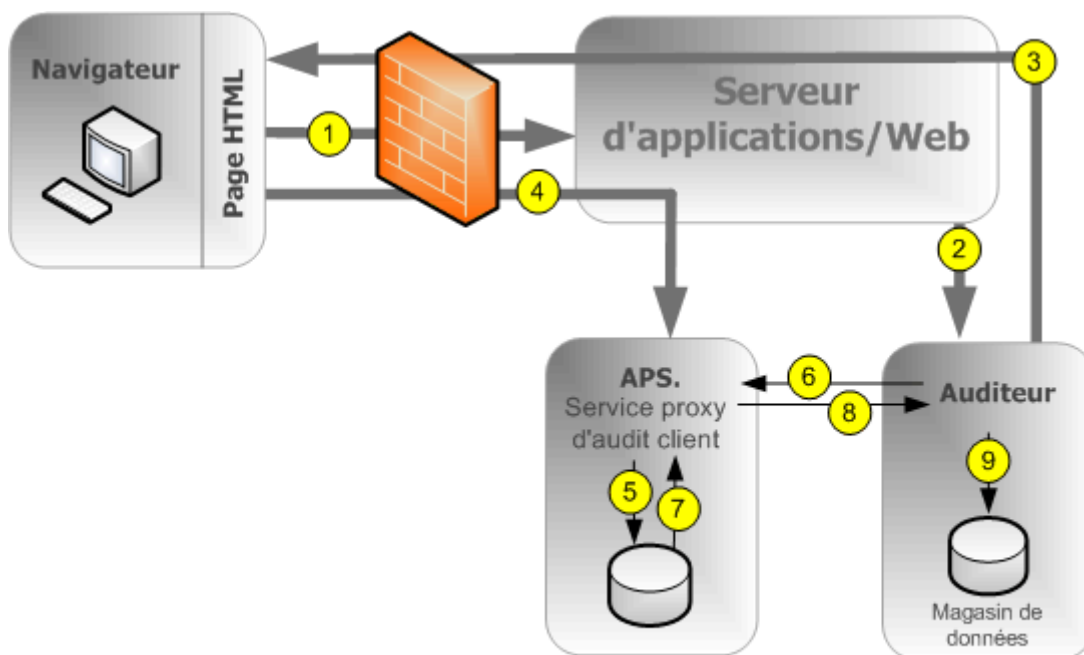 Navigateur
Page HTML
Serveur
d'applications/Web
1
2
3
4
APS.
Service proxy
d'audit client
5
7
6
8
Auditeur
9
Magasin de
données